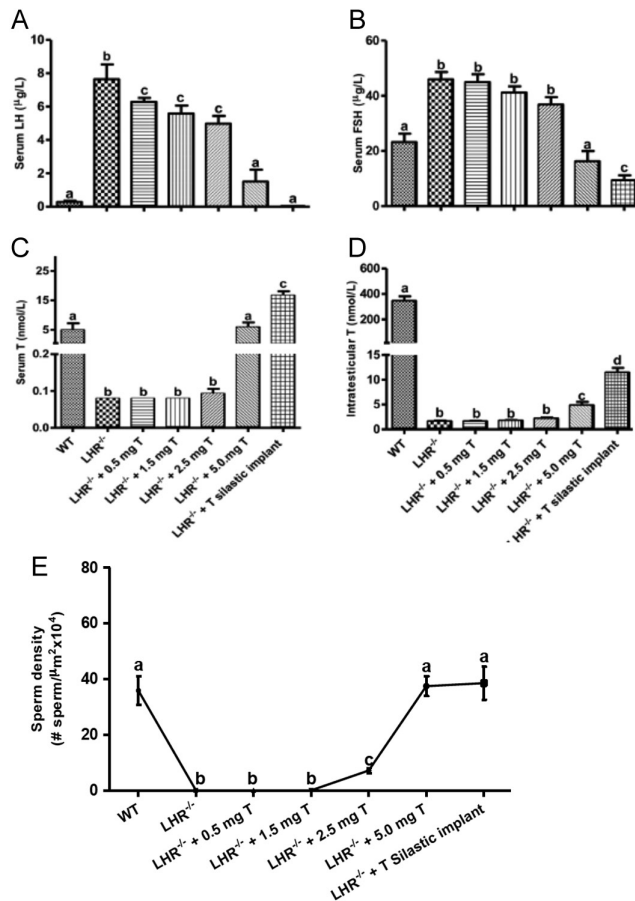 A
Serum LH (µg/L)
10
8
6
4
2
0
a
b
c
c
c
a
a
B
Serum FSH (µg/L)
60
40
20
0
a
b
b
b
b
a
c
C
Serum T (nmol/L)
25
15
5
0.2
0.1
0.0
a
b
b
b
b
a
c
WT
LHR-/-
LHR-/- + 0.5 mg T
LHR-/- + 1.5 mg T
LHR-/- + 2.5 mg T
LHR-/- + 5.0.mg T
LHR-/- + T silastic implant
D
Intratesticular T (nmol/L)
600
400
200
15
10
5
0
a
b
b
b
b
c
d
WT
LHR-/-
LHR-/- + 0.5 mg T
LHR-/- + 1.5 mg T
LHR-/- + 2.5 mg T
LHR-/- + 5.0 mg T
HR-/- + T silastic implant
E
Sperm density
(# sperm/µm2x104)
80
60
40
20
0
a
b
b
b
c
a
a
WT
LHR-/-
LHR-/- + 0.5 mg T
LHR-/- + 1.5 mg T
LHR-/- + 2.5 mg T
LHR-/- + 5.0 mg T
LHR-/- + T Silastic implant